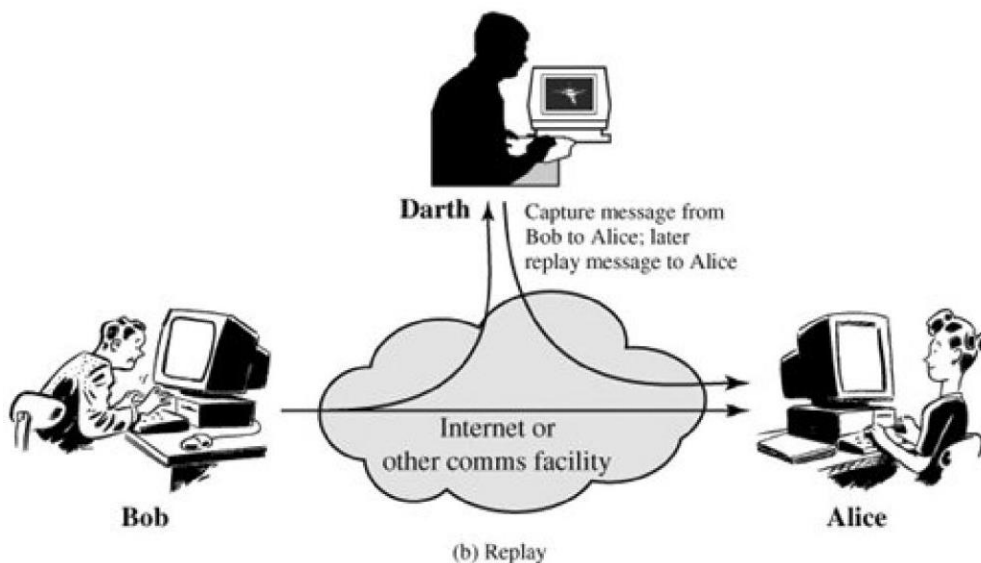 Darth
Capture message from
Bob to Alice; later
replay message to Alice
Internet or
other comms facility
Bob
Alice
(b) Replay